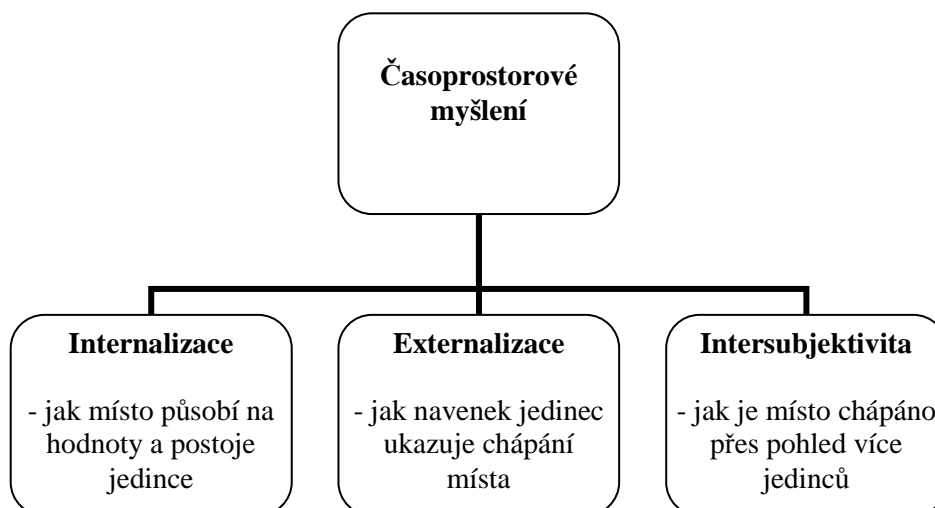 Časoprostorové
myšlení
Internalizace
- jak místo působí na
hodnoty a postoje
jedince
Externalizace
- jak navenek jedinec
ukazuje chápání
místa
Intersubjektivita
- jak je místo chápáno
přes pohled více
jedinců